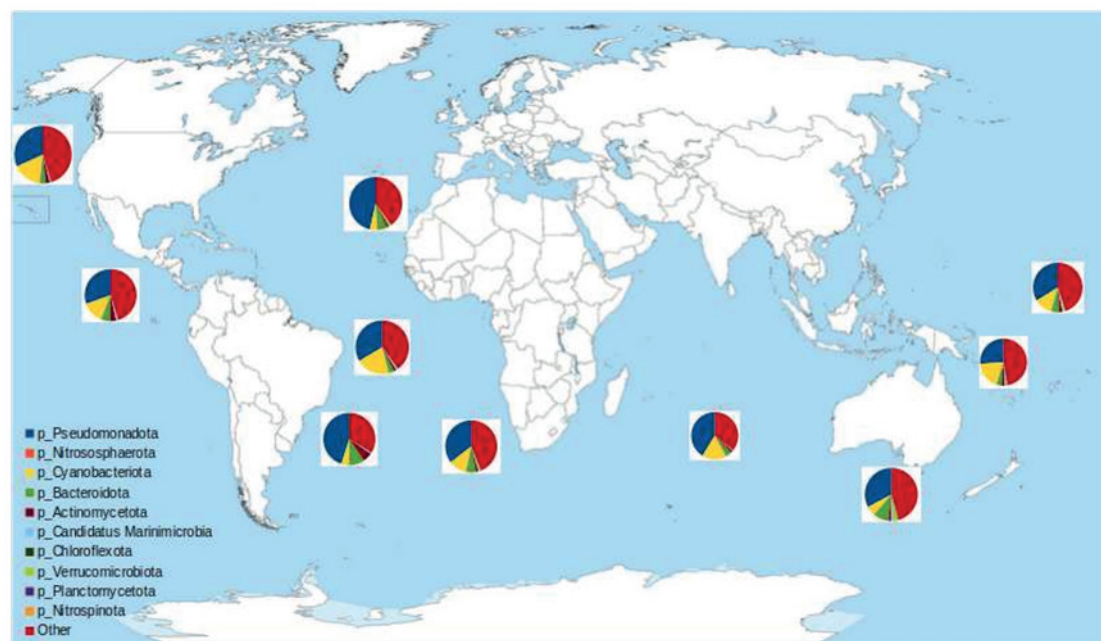 p_Pseudomonadota
p_Nitrososphaerota
p_Cyanobacteriota
p_Bacteroidota
p_Actinomycetota
p_Candidatus Marinimicrobia
p_Chloroflexota
p_Verrucomicrobiota
p_Planctomycetota
p_Nitrospinota
Other